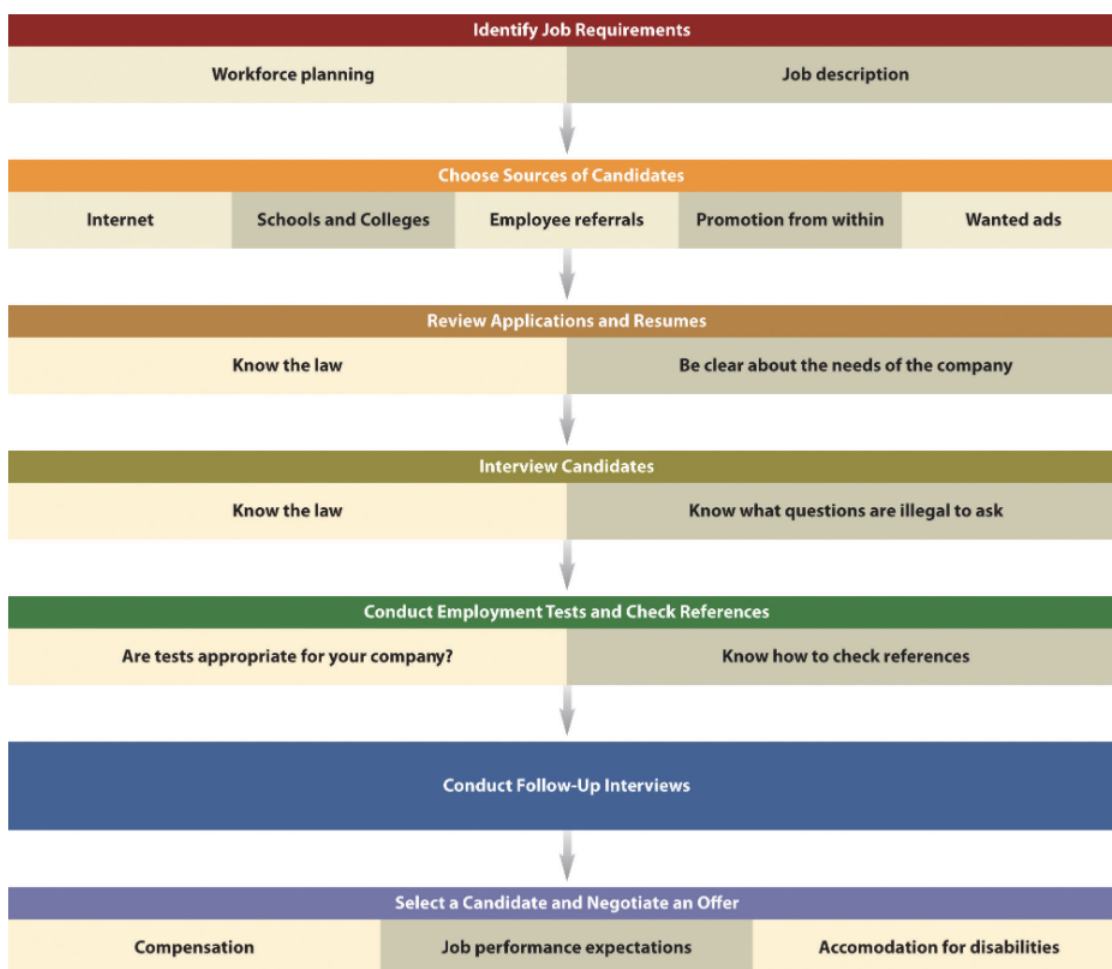 Identify Job Requirements
Workforce planning Job description
Choose Sources of Candidates
Internet Schools and Colleges Employee referrals Promotion from within Wanted ads
Review Applications and Resumes
Know the law Be clear about the needs of the company
Interview Candidates
Know the law Know what questions are illegal to ask
Conduct Employment Tests and Check References
Are tests appropriate for your company? Know how to check references
Conduct Follow-Up Interviews
Select a Candidate and Negotiate an Offer
Compensation Job performance expectations Accomodation for disabilities